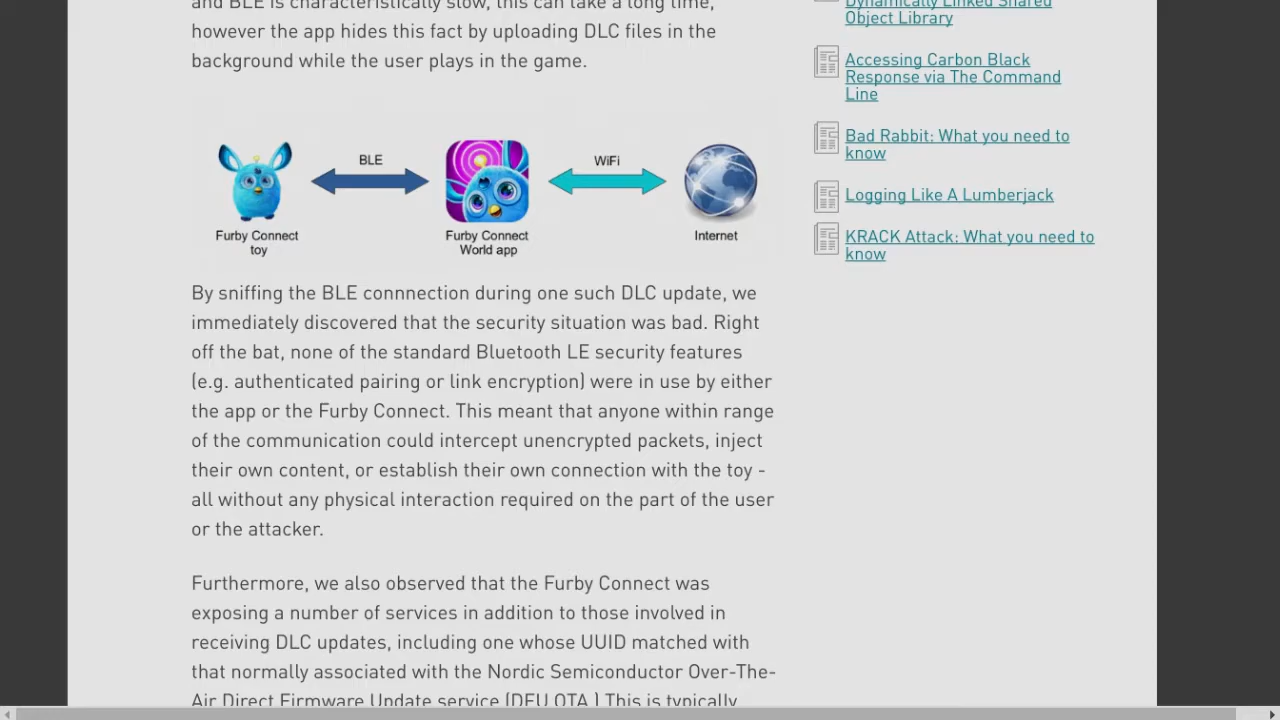 and BLE is characteristically slow, this can take a long time,
however the app hides this fact by uploading DLC files in the
background while the user plays in the game.
BLE
WiFi
Furby Connect
toy
Furby Connect
World app
Internet
By sniffing the BLE connnection during one such DLC update, we
immediately discovered that the security situation was bad. Right
off the bat, none of the standard Bluetooth LE security features
(e.g. authenticated pairing or link encryption) were in use by either
the app or the Furby Connect. This meant that anyone within range
of the communication could intercept unencrypted packets, inject
their own content, or establish their own connection with the toy -
all without any physical interaction required on the part of the user
or the attacker.
Furthermore, we also observed that the Furby Connect was
exposing a number of services in addition to those involved in
receiving DLC updates, including one whose UUID matched with
that normally associated with the Nordic Semiconductor Over-The-
Air Direct Firmware Update service (DFU OTA.) This is typically
Dynamically Linked Shared
Object Library
Accessing Carbon Black
Response via The Command
Line
Bad Rabbit: What you need to
know
Logging Like A Lumberjack
KRACK Attack: What you need to
know